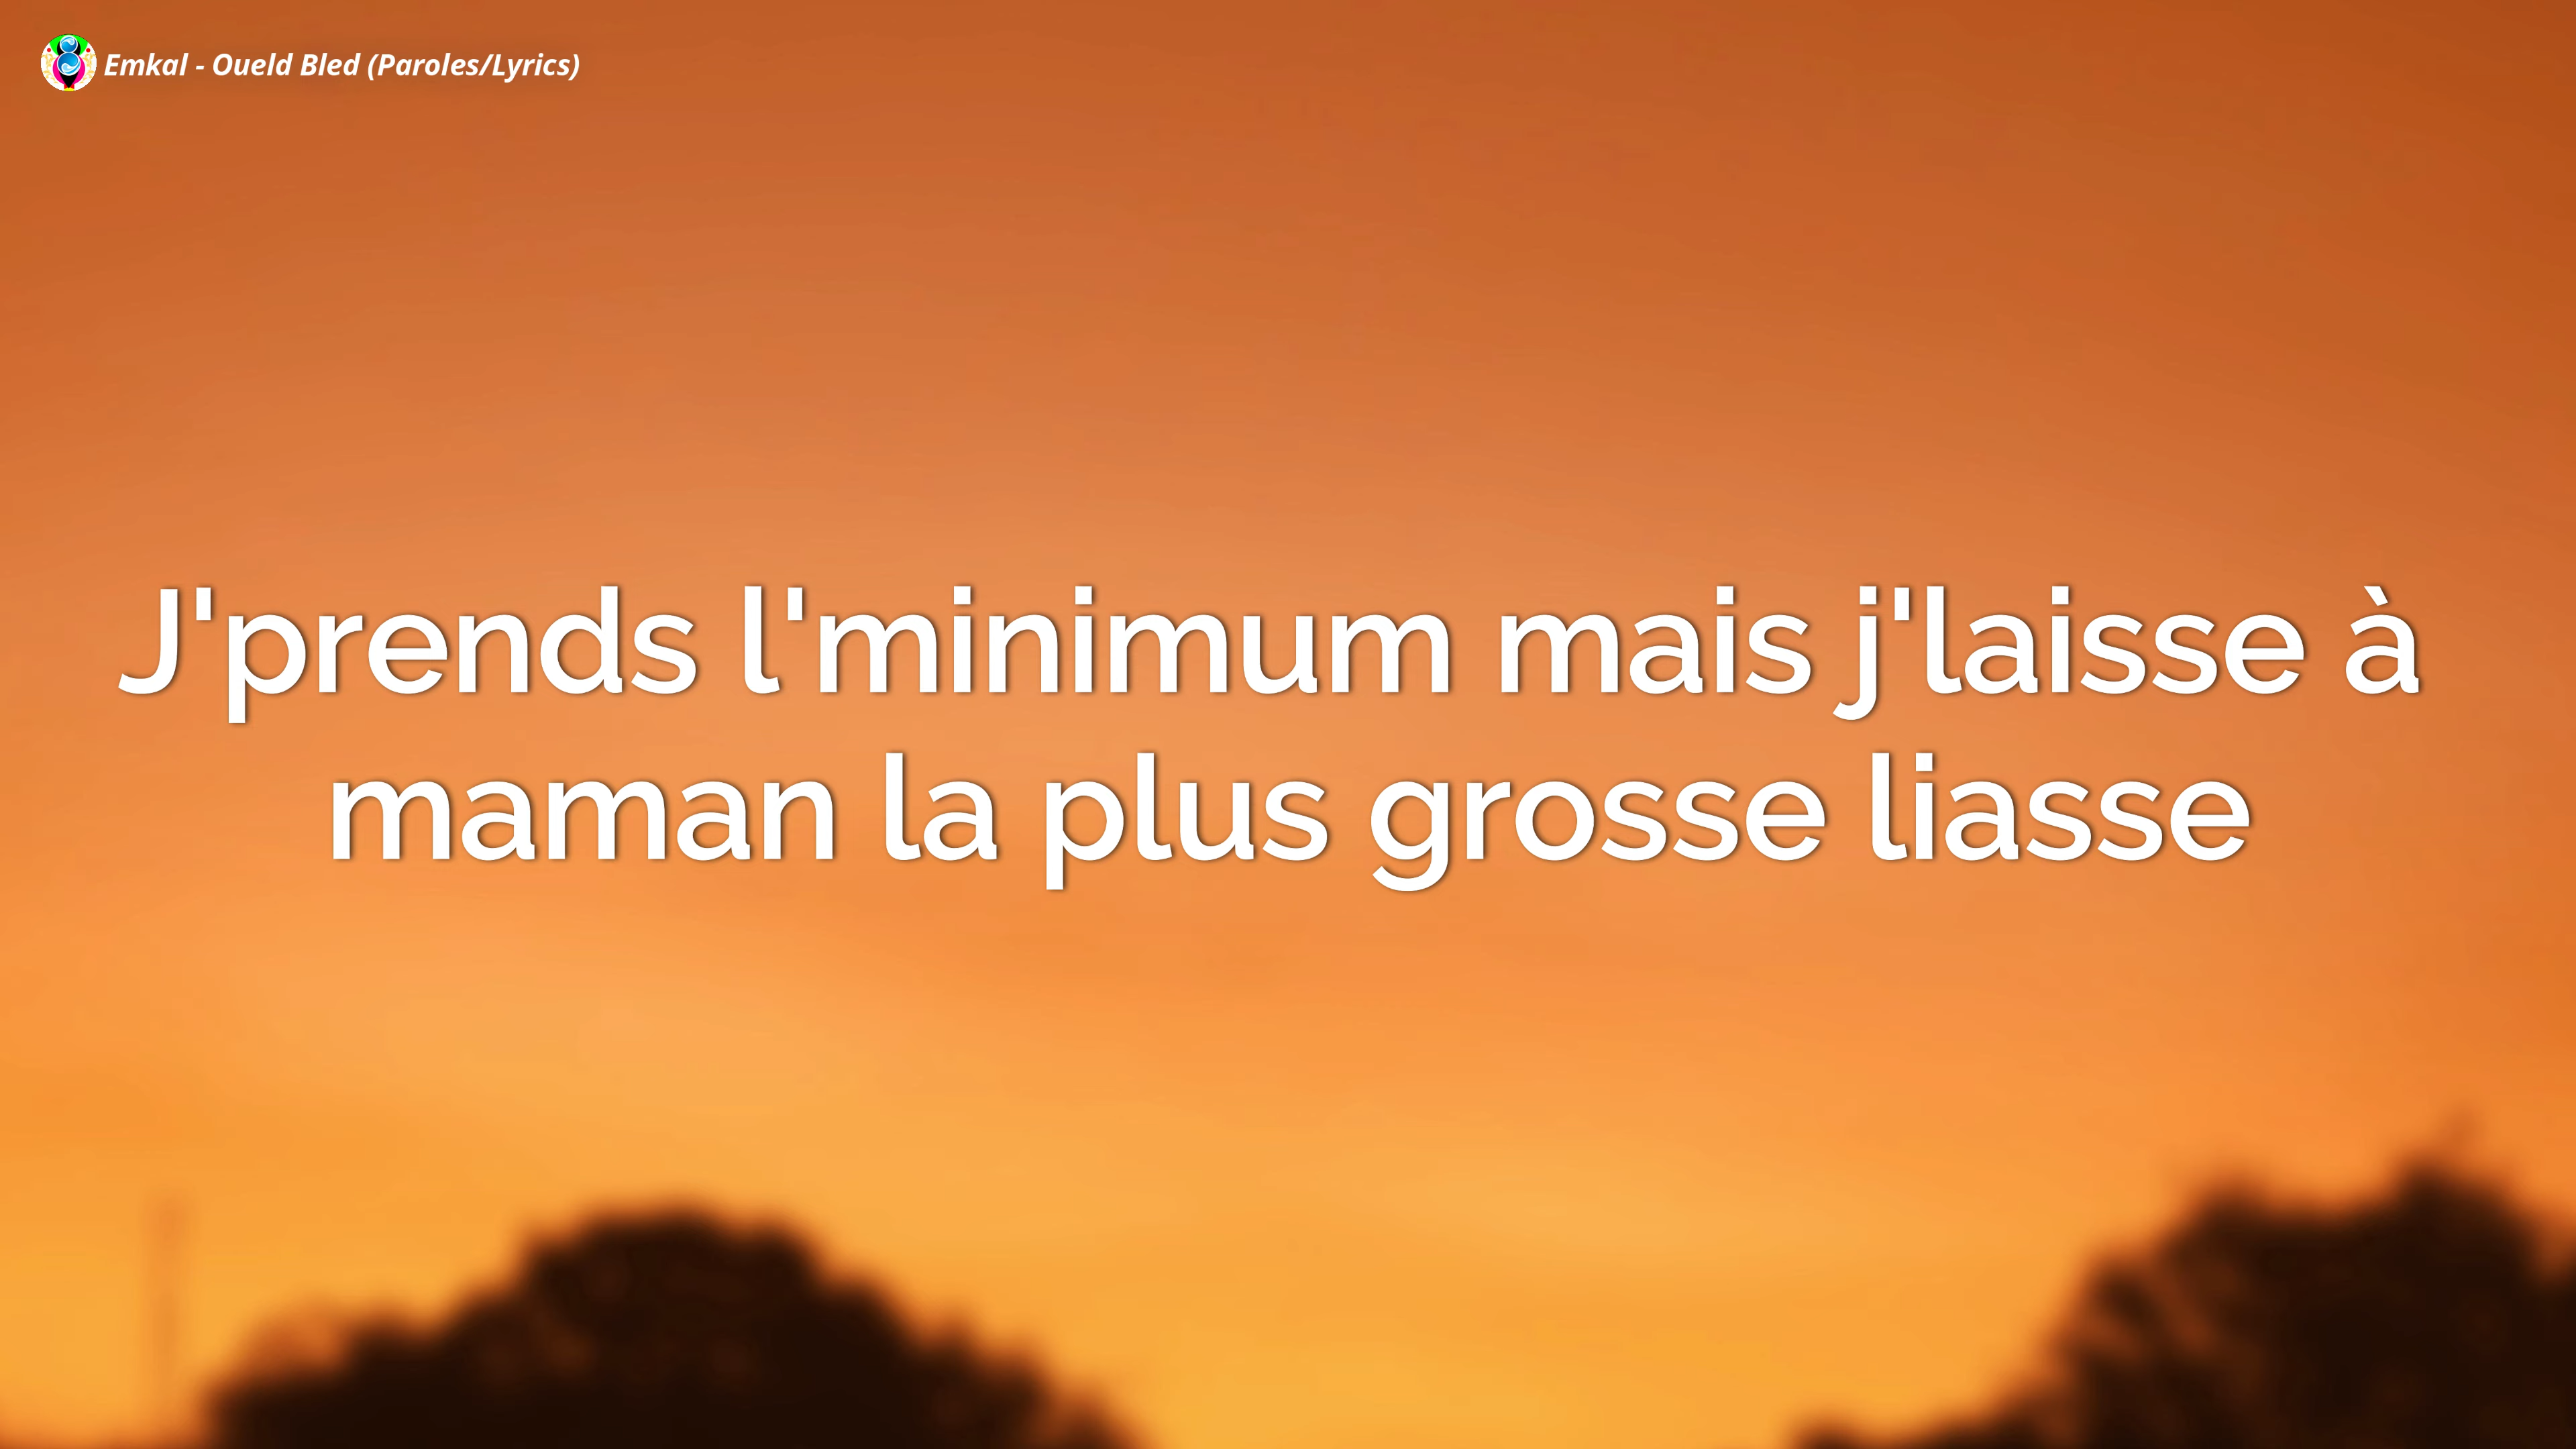 Emkal - Oueld Bled (Paroles/Lyrics)
J'prends l'minimum mais j'laisse à
maman la plus grosse liasse